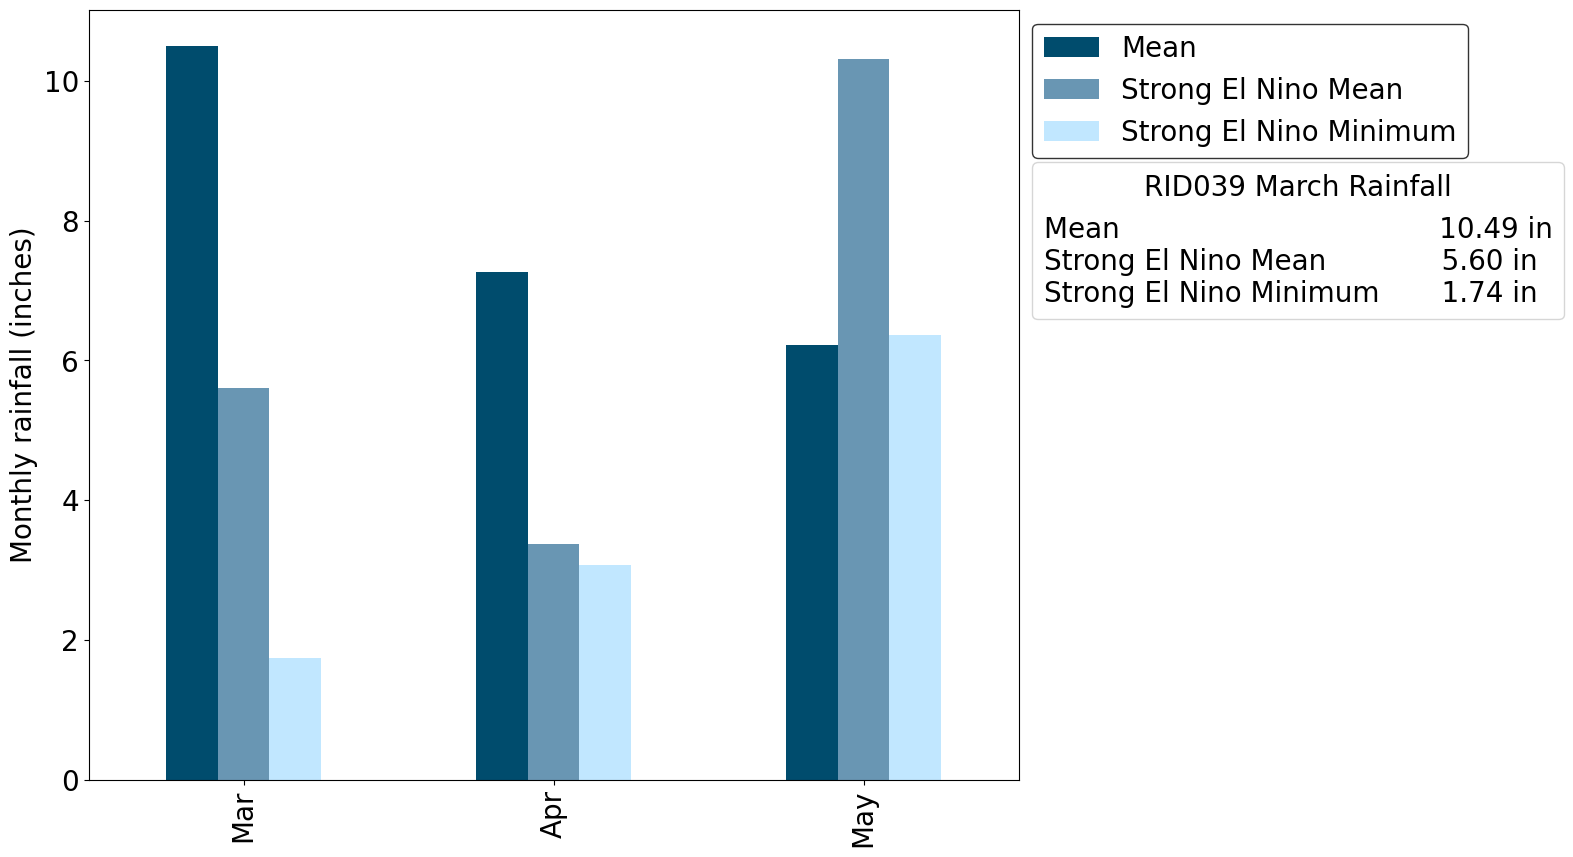 Monthly rainfall (inches)
10
8
6
4
2
0
Mar
Apr
May
Mean
Strong El Nino Mean
Strong El Nino Minimum
RID039 March Rainfall
Mean 10.49 in
Strong El Nino Mean 5.60 in
Strong El Nino Minimum 1.74 in